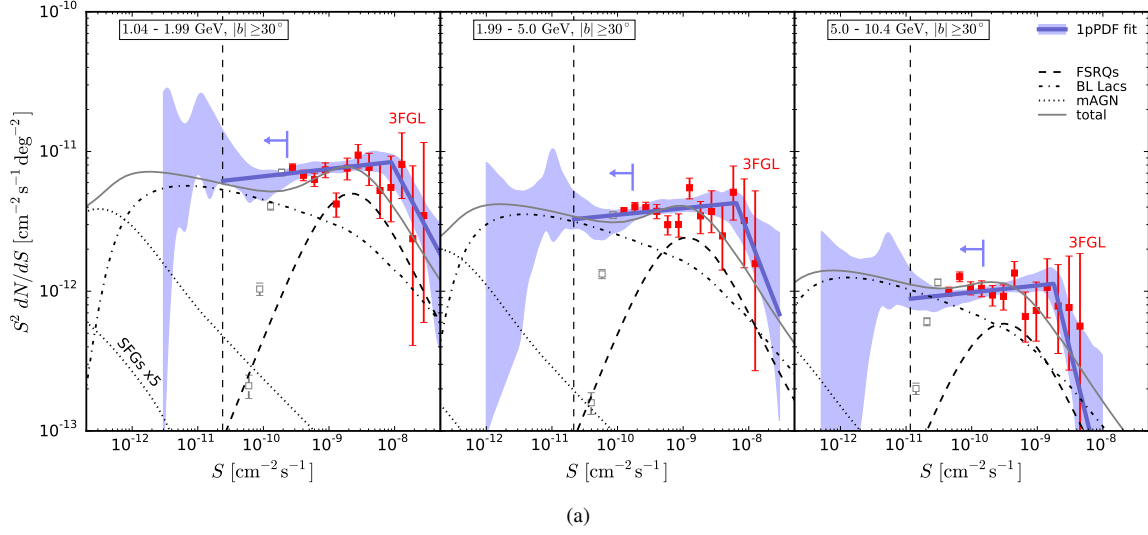 10⁻¹⁰
10⁻¹¹
10⁻¹²
10⁻¹³
S² dN/dS [cm⁻² s⁻¹ deg⁻²]
1.04 - 1.99 GeV, |b| ≥30°
3FGL
SFGs x5
10⁻¹² 10⁻¹¹ 10⁻¹⁰ 10⁻⁹ 10⁻⁸
S [cm⁻² s⁻¹]
1.99 - 5.0 GeV, |b| ≥30°
3FGL
10⁻¹² 10⁻¹¹ 10⁻¹⁰ 10⁻⁹ 10⁻⁸
S [cm⁻² s⁻¹]
5.0 - 10.4 GeV, |b| ≥30°
1pPDF fit
FSRQs
BL Lacs
mAGN
total
3FGL
10⁻¹² 10⁻¹¹ 10⁻¹⁰ 10⁻⁹ 10⁻⁸
S [cm⁻² s⁻¹]
(a)